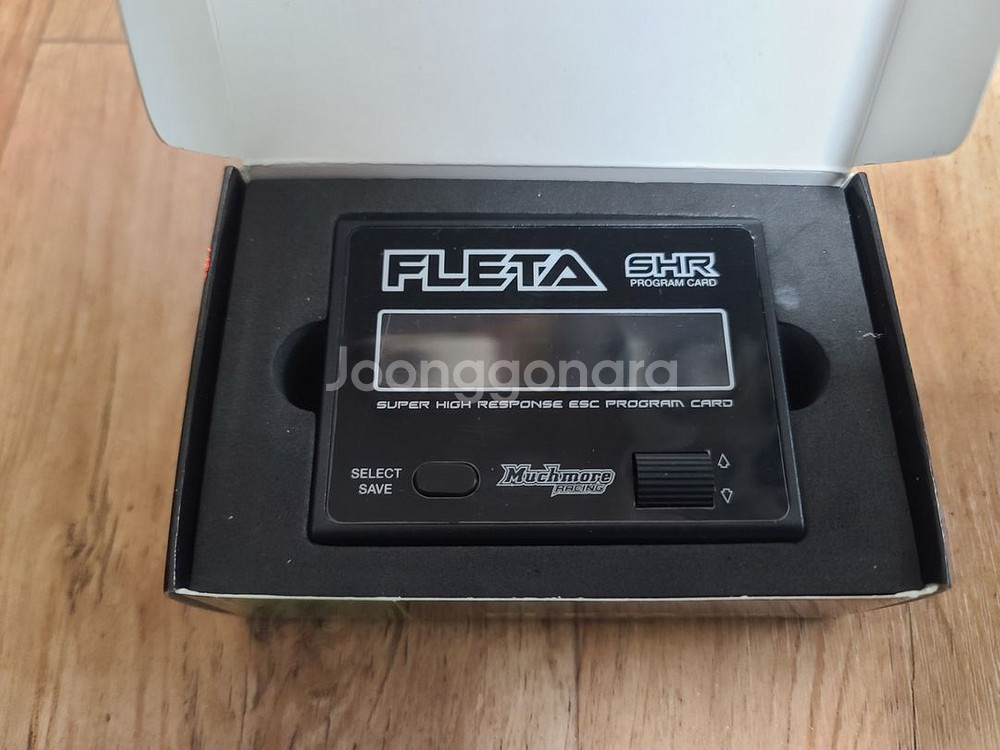 FLETA
SHR
PROGRAM CARD
Joonggonara
SUPER HIGH RESPONSE ESC PROGRAM CARD
SELECT
SAVE
Muchmore
RACING